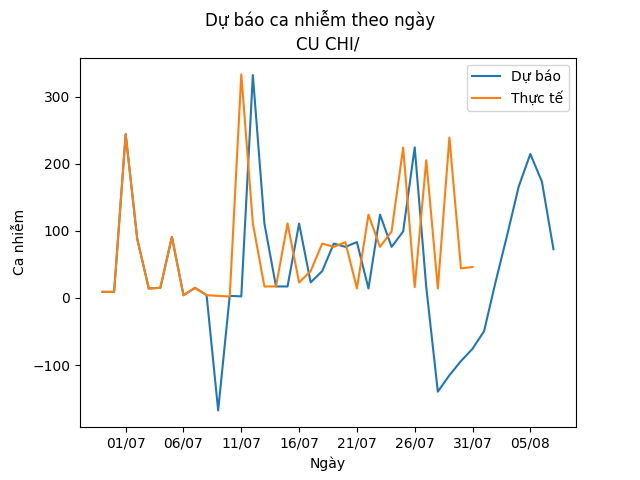 Dự báo ca nhiễm theo ngày
CU CHI/
Dự báo
Thực tế
Ca nhiễm
300
200
100
0
−100
01/07
06/07
11/07
16/07
21/07
26/07
31/07
05/08
Ngày